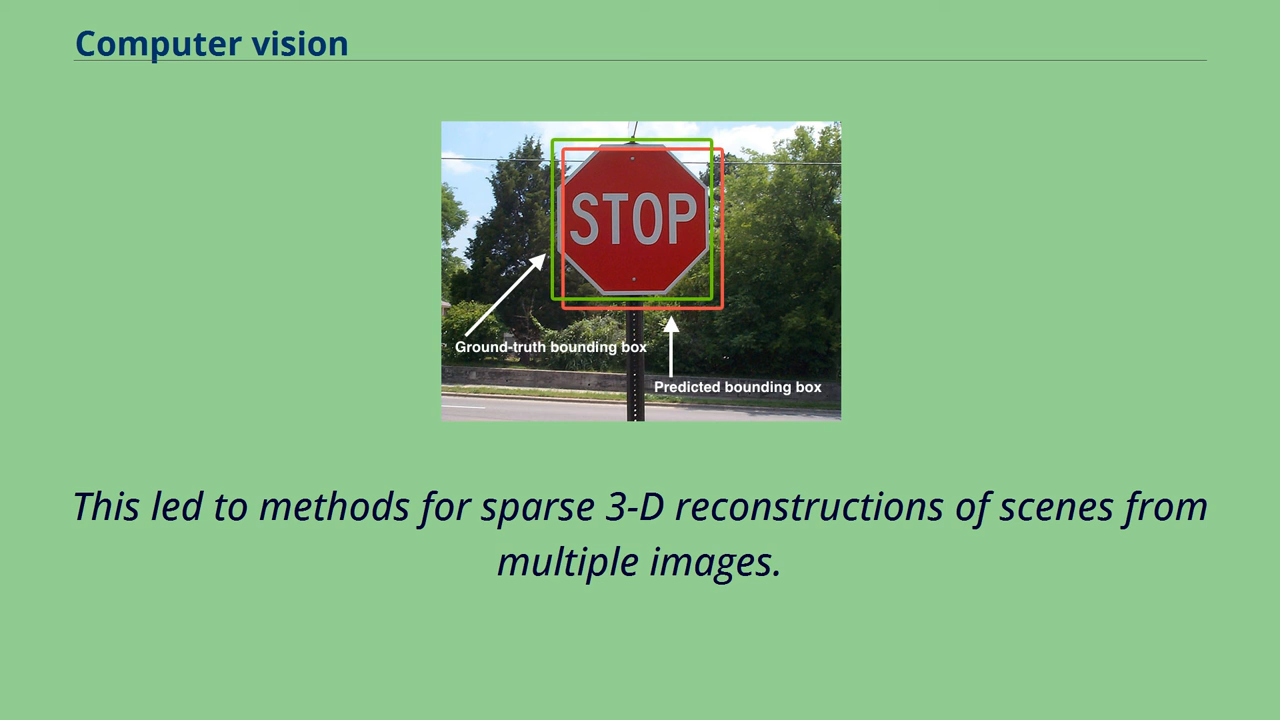 Computer vision
STOP
Ground-truth bounding box
Predicted bounding box
This led to methods for sparse 3-D reconstructions of scenes from
multiple images.